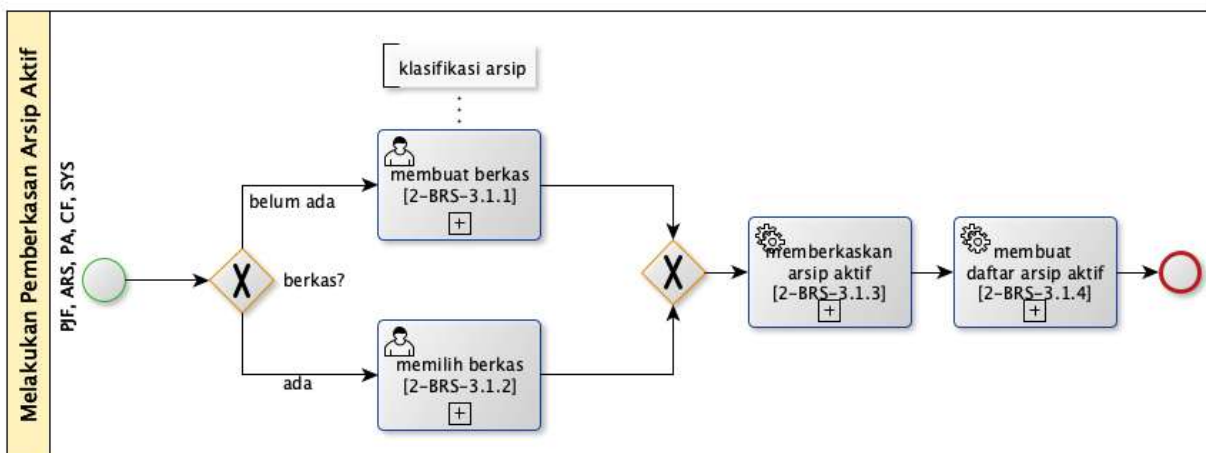 Melakukan Pemberkasan Arsip Aktif
PJF, ARS, PA, CF, SYS
klasifikasi arsip
membuat berkas
[2-BRS-3.1.1]
belum ada
berkas?
ada
memilih berkas
[2-BRS-3.1.2]
memberkaskan
arsip aktif
[2-BRS-3.1.3]
membuat
daftar arsip aktif
[2-BRS-3.1.4]